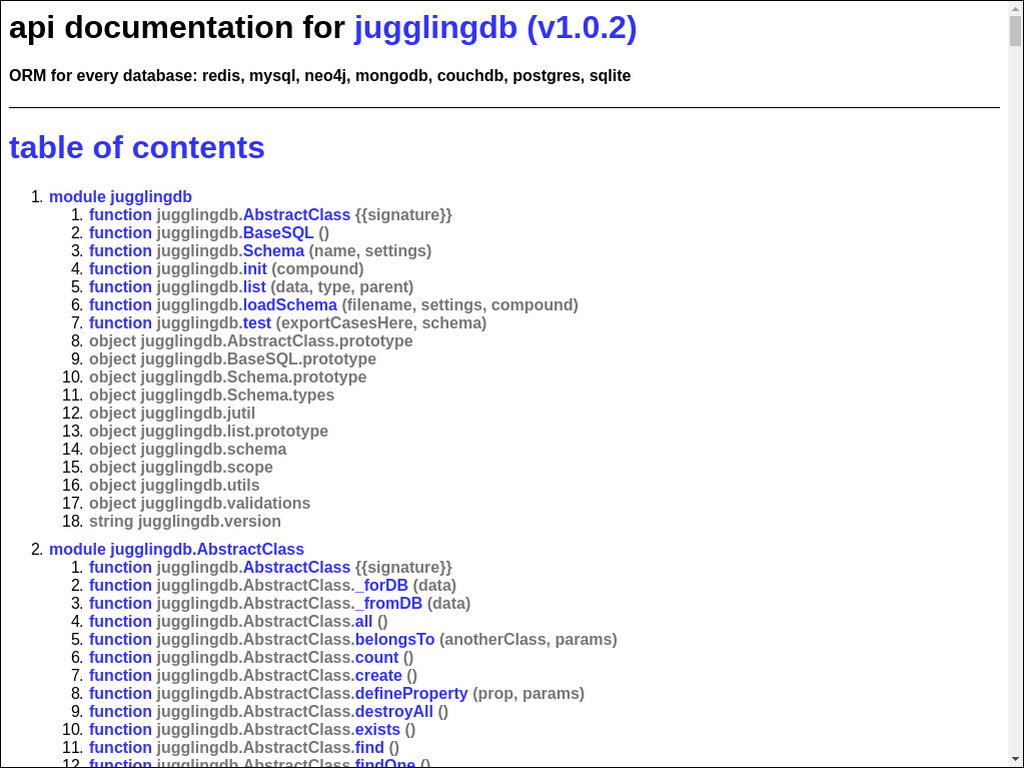 api documentation for jugglingdb (v1.0.2)
ORM for every database: redis, mysql, neo4j, mongodb, couchdb, postgres, sqlite
table of contents
1. module jugglingdb
1. function jugglingdb.AbstractClass {{signature}}
2. function jugglingdb.BaseSQL ()
3. function jugglingdb.Schema (name, settings)
4. function jugglingdb.init (compound)
5. function jugglingdb.list (data, type, parent)
6. function jugglingdb.loadSchema (filename, settings, compound)
7. function jugglingdb.test (exportCasesHere, schema)
8. object jugglingdb.AbstractClass.prototype
9. object jugglingdb.BaseSQL.prototype
10. object jugglingdb.Schema.prototype
11. object jugglingdb.Schema.types
12. object jugglingdb.jutil
13. object jugglingdb.list.prototype
14. object jugglingdb.schema
15. object jugglingdb.scope
16. object jugglingdb.utils
17. object jugglingdb.validations
18. string jugglingdb.version
2. module jugglingdb.AbstractClass
1. function jugglingdb.AbstractClass {{signature}}
2. function jugglingdb.AbstractClass._forDB (data)
3. function jugglingdb.AbstractClass._fromDB (data)
4. function jugglingdb.AbstractClass.all ()
5. function jugglingdb.AbstractClass.belongsTo (anotherClass, params)
6. function jugglingdb.AbstractClass.count ()
7. function jugglingdb.AbstractClass.create ()
8. function jugglingdb.AbstractClass.defineProperty (prop, params)
9. function jugglingdb.AbstractClass.destroyAll ()
10. function jugglingdb.AbstractClass.exists ()
11. function jugglingdb.AbstractClass.find ()
12. function jugglingdb.AbstractClass.findOne ()